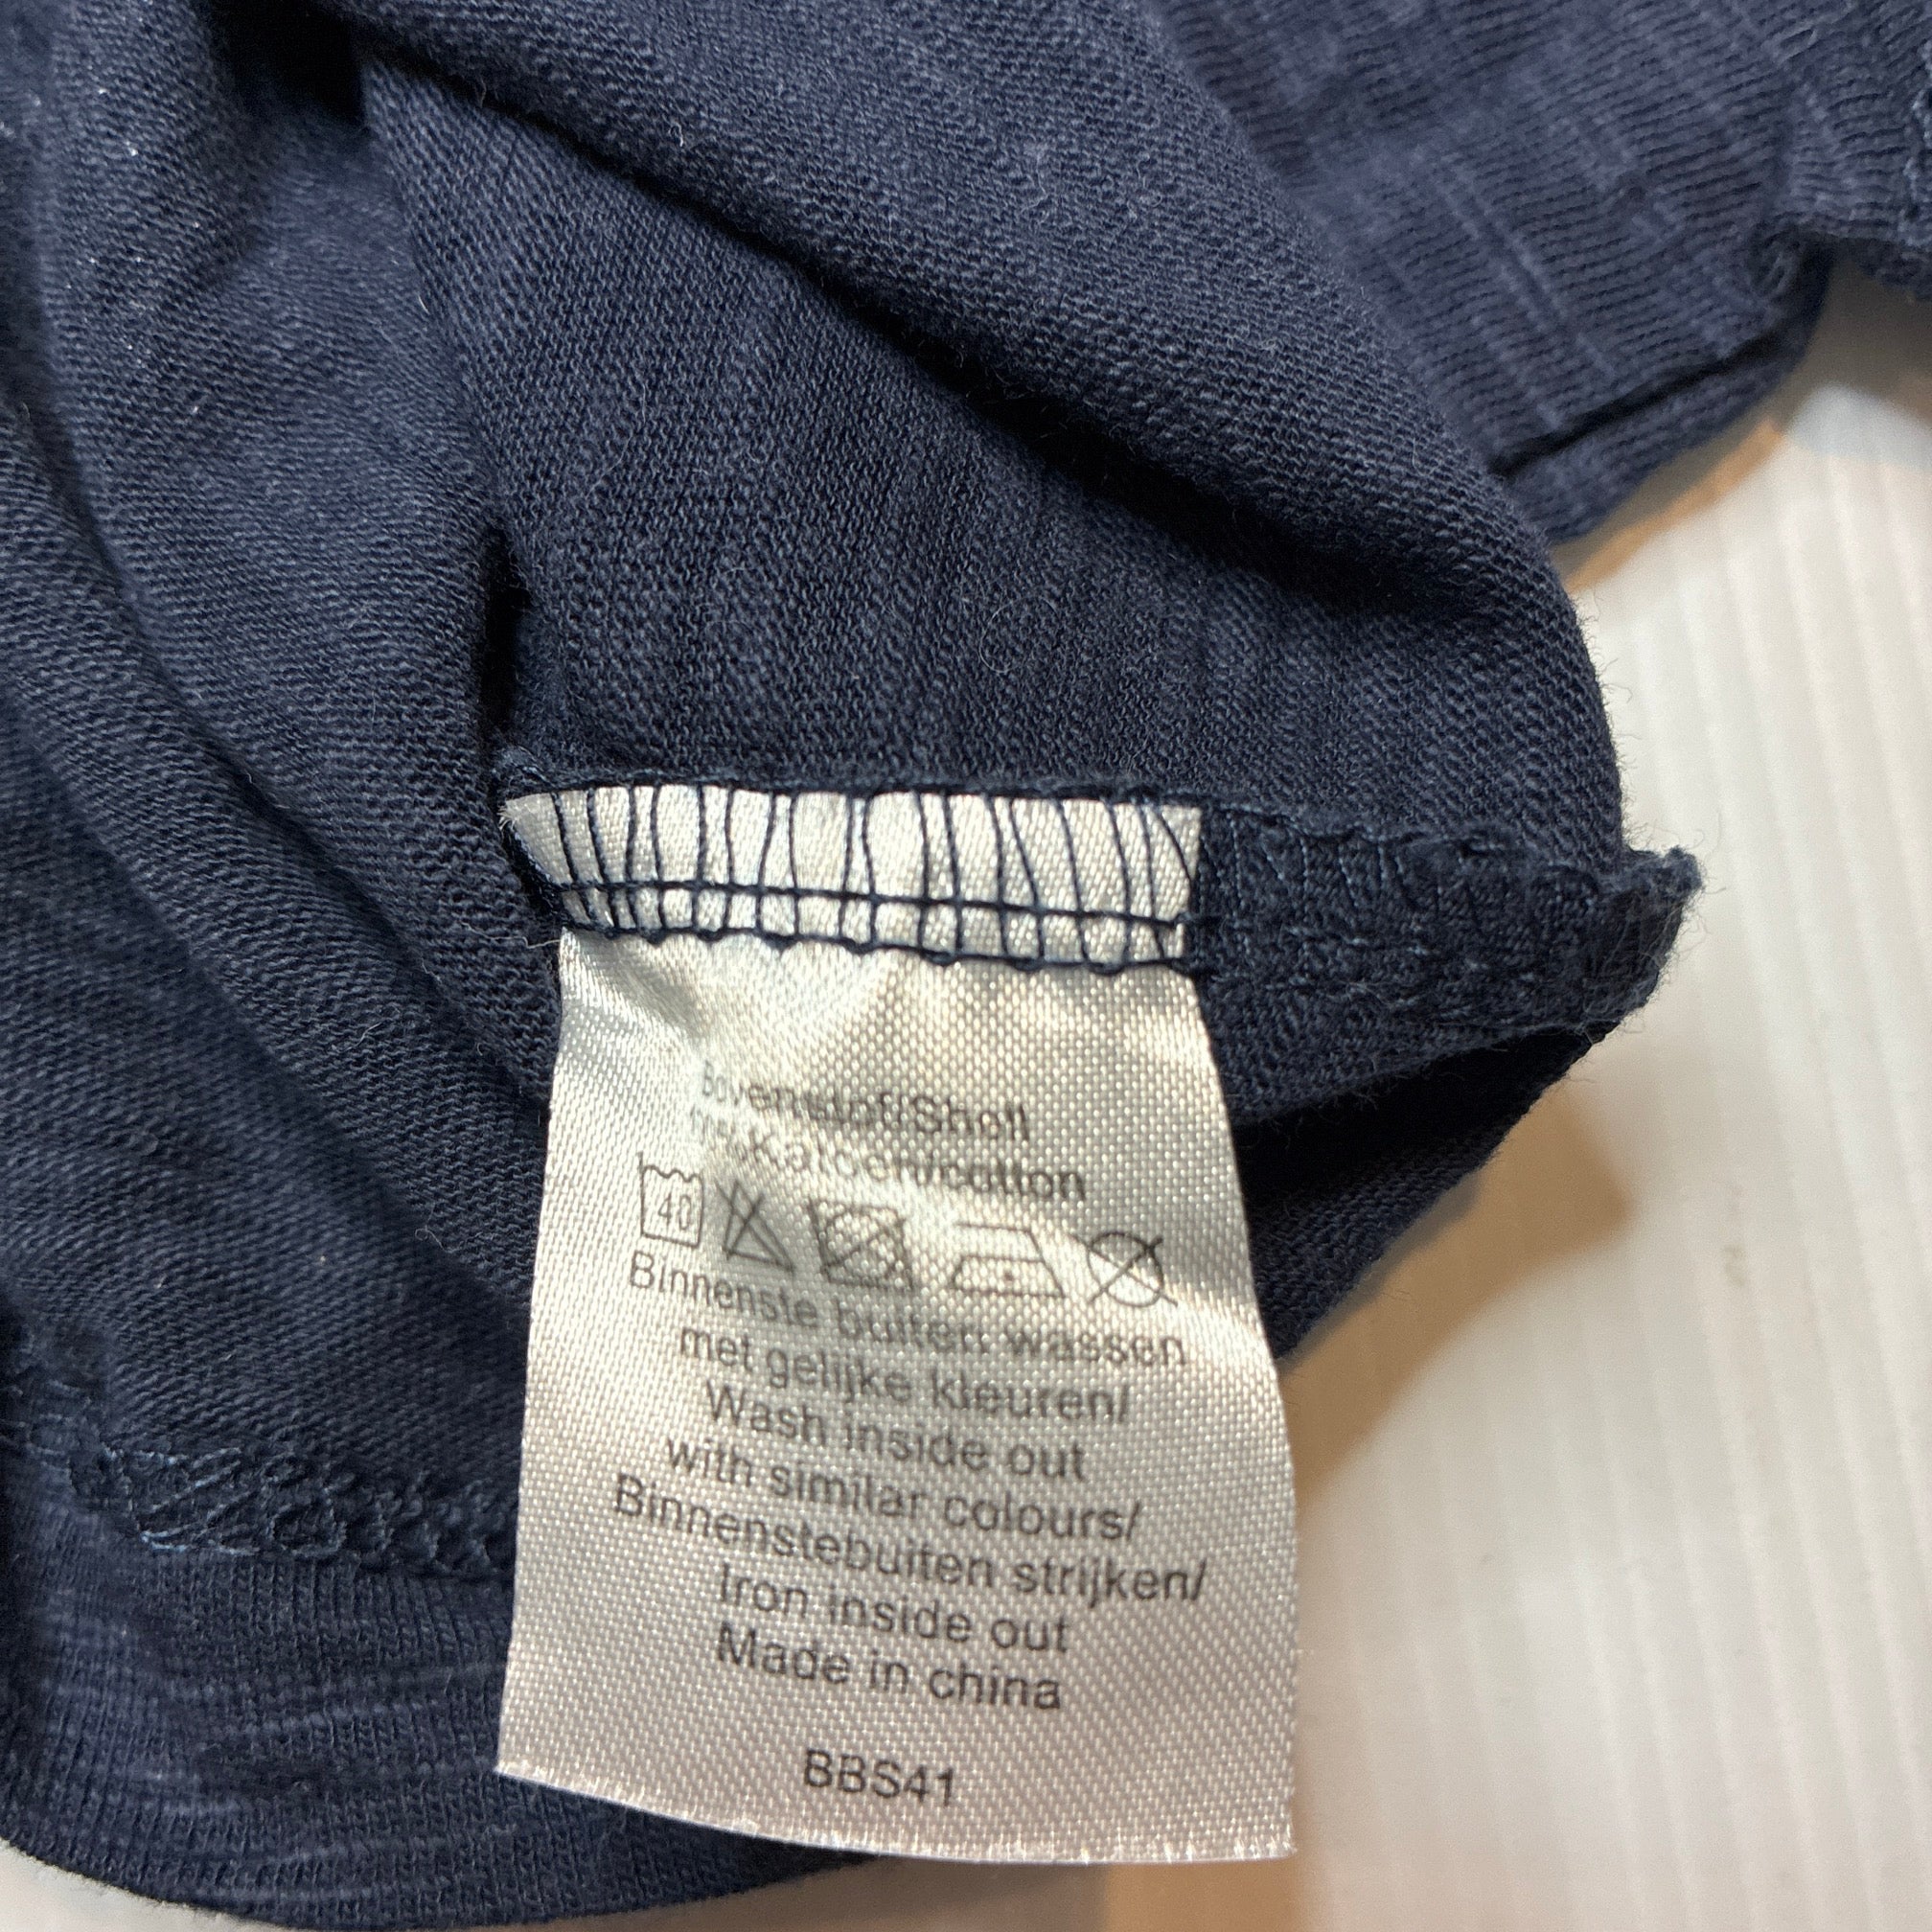 Bovenstof/Shell
Katoen/cotton
40
Binnenste buiten wassen
met gelijke kleuren/
Wash inside out
with similar colours/
Binnenstebuiten strijken/
Iron inside out
Made in china
BBS41